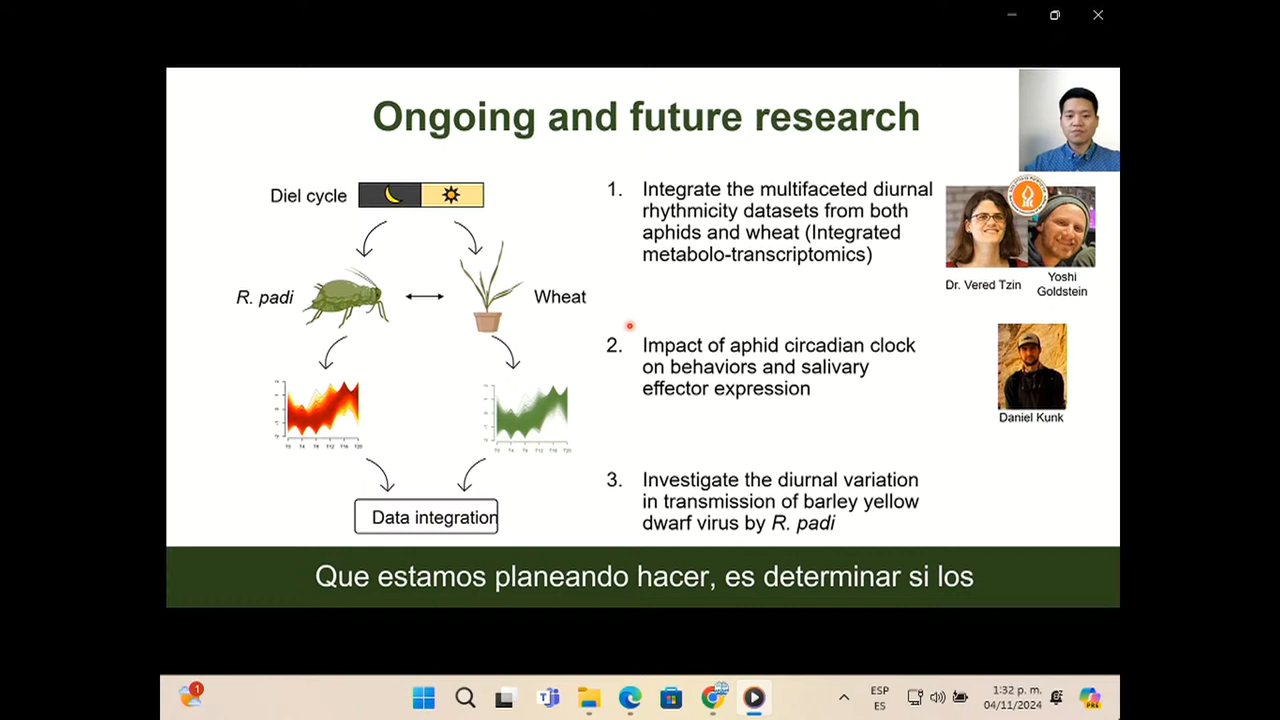 Ongoing and future research
Diel cycle
R. padi
Wheat
Data integration
1. Integrate the multifaceted diurnal
rhythmicity datasets from both
aphids and wheat (Integrated
metabolo-transcriptomics)
Dr. Vered Tzin
Yoshi
Goldstein
2. Impact of aphid circadian clock
on behaviors and salivary
effector expression
Daniel Kunk
3. Investigate the diurnal variation
in transmission of barley yellow
dwarf virus by R. padi
Que estamos planeando hacer, es determinar si los
1
ESP
ES
1:32 p. m.
04/11/2024
PRE